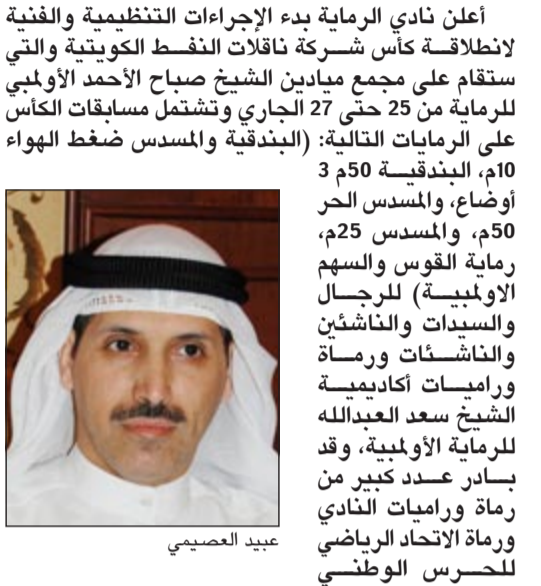 أعلن نادي الرماية بدء الإجراءات التنظيمية والفنية
لانطلاقة كأس شركة ناقلات النفط الكويتية والتي
ستقام على مجمع ميادين الشيخ صباح الأحمد الأولمبي
للرماية من 25 حتى 27 الجاري وتشتمل مسابقات الكأس
على الرمايات التالية: (البندقية والمسدس ضغط الهواء
10م، البندقية 50م 3
أوضاع، والمسدس الحر
50م، والمسدس 25م،
رماية القوس والسهم
الاولمبية) للرجال
والسيدات والناشئين
والناشئات ورماة
وراميات أكاديمية
الشيخ سعد العبدالله
للرماية الأولمبية، وقد
بادر عدد كبير من
رماة وراميات النادي
ورماة الاتحاد الرياضي
للحرس الوطني
عبيد العصيمي